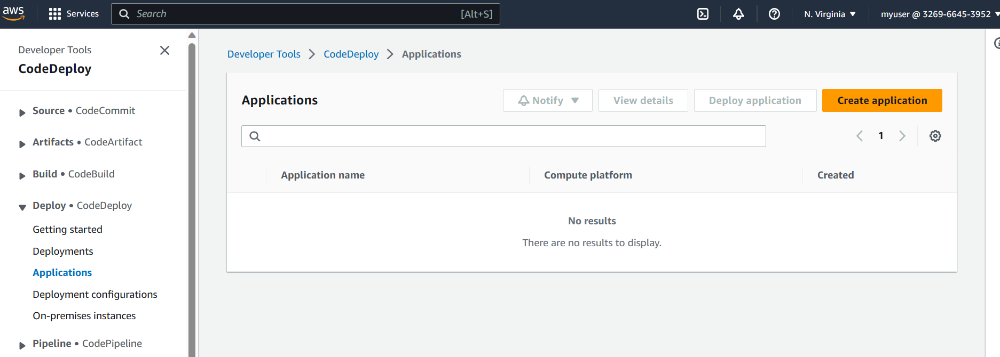 aws
Services
Search
[Alt+S]
N. Virginia
myuser @ 3269-6645-3952
Developer Tools
CodeDeploy
Source • CodeCommit
Artifacts • CodeArtifact
Build • CodeBuild
Deploy • CodeDeploy
Getting started
Deployments
Applications
Deployment configurations
On-premises instances
Pipeline • CodePipeline
Developer Tools > CodeDeploy > Applications
Applications
Notify
View details
Deploy application
Create application
1
Application name
Compute platform
Created
No results
There are no results to display.